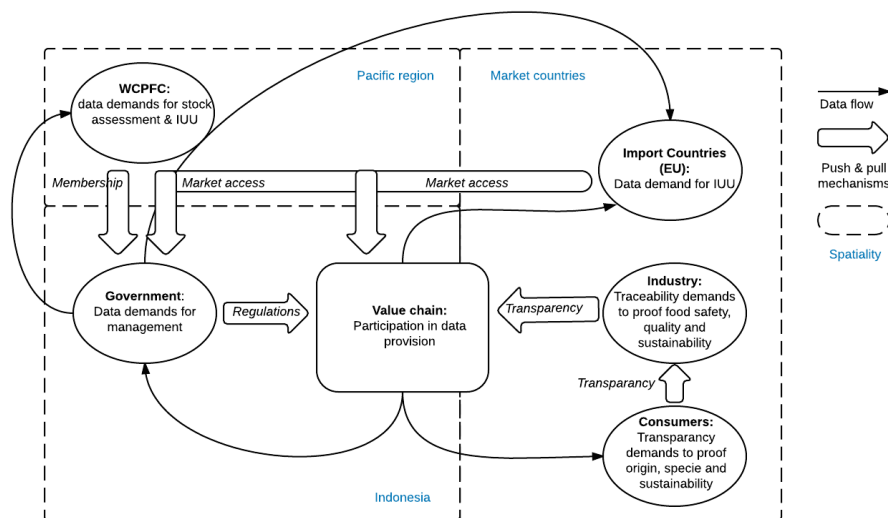 Pacific region
Market countries
WCPFC:
data demands for stock
assessment & IUU
Data flow
Import Countries
(EU):
Data demand for IUU
Push & pull
mechanisms
Membership
Market access
Market access
Spatiality
Government:
Data demands for
management
Regulations
Value chain:
Participation in data
provision
Transparency
Industry:
Traceability demands
to proof food safety,
quality and
sustainability
Transparancy
Consumers:
Transparancy
demands to proof
origin, specie and
sustainability
Indonesia